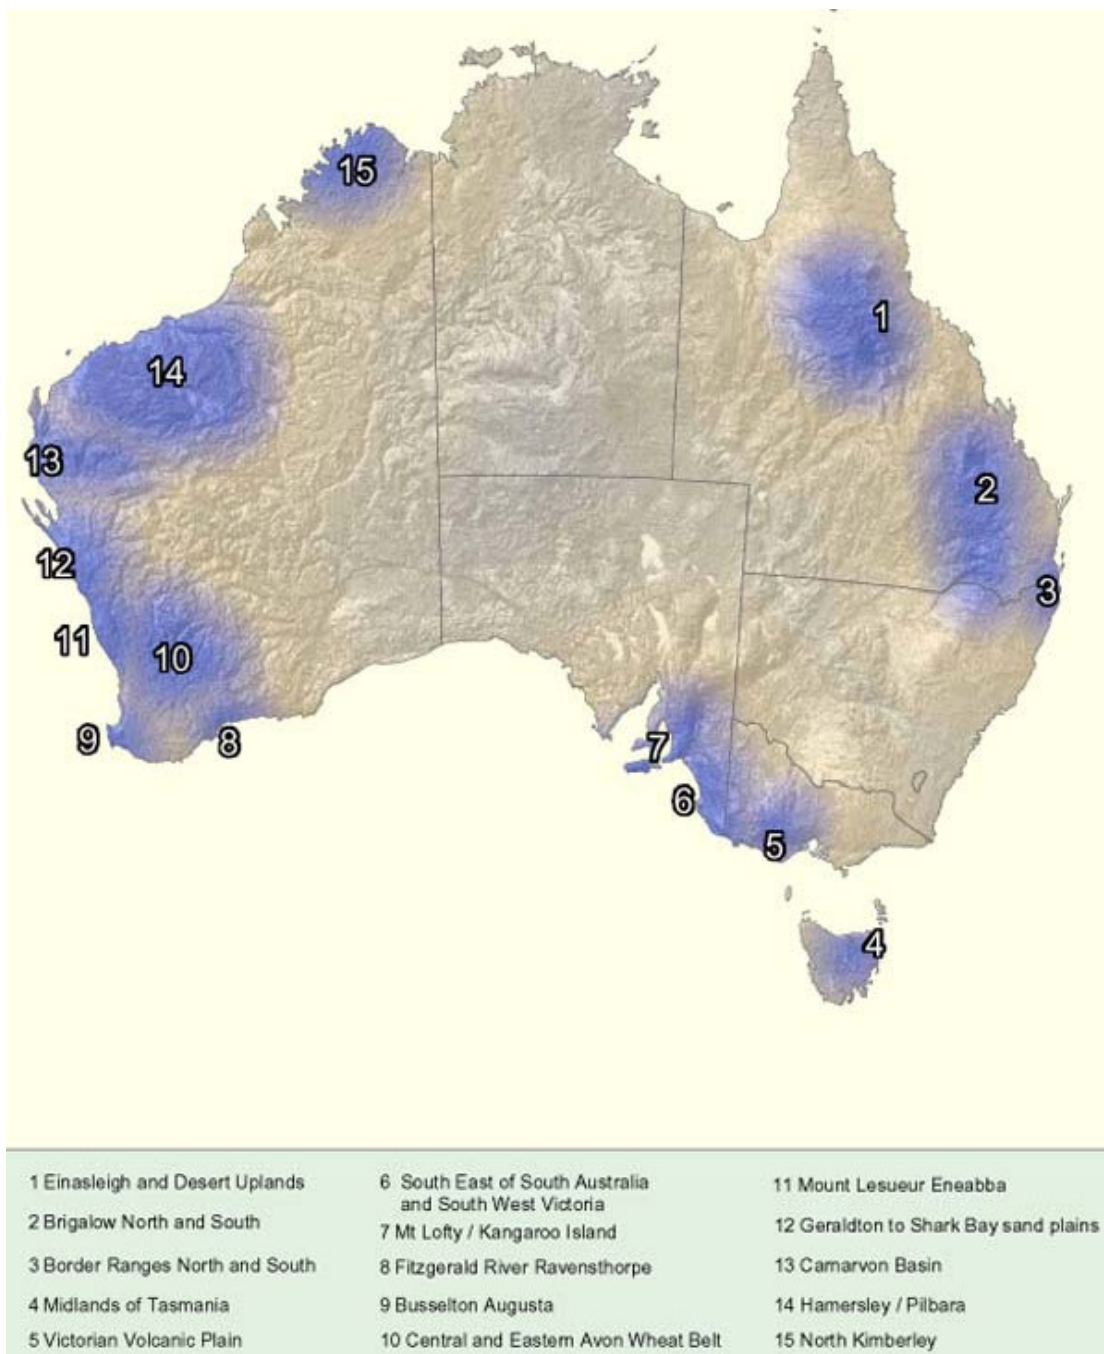 15
1
14
2
13
12
3
11
10
9
8
7
6
5
4
1 Einasleigh and Desert Uplands
2 Brigalow North and South
3 Border Ranges North and South
4 Midlands of Tasmania
5 Victorian Volcanic Plain
6 South East of South Australia
and South West Victoria
7 Mt Lofty / Kangaroo Island
8 Fitzgerald River Ravensthorpe
9 Busselton Augusta
10 Central and Eastern Avon Wheat Belt
11 Mount Lesueur Eneabba
12 Geraldton to Shark Bay sand plains
13 Carnarvon Basin
14 Hamersley / Pilbara
15 North Kimberley